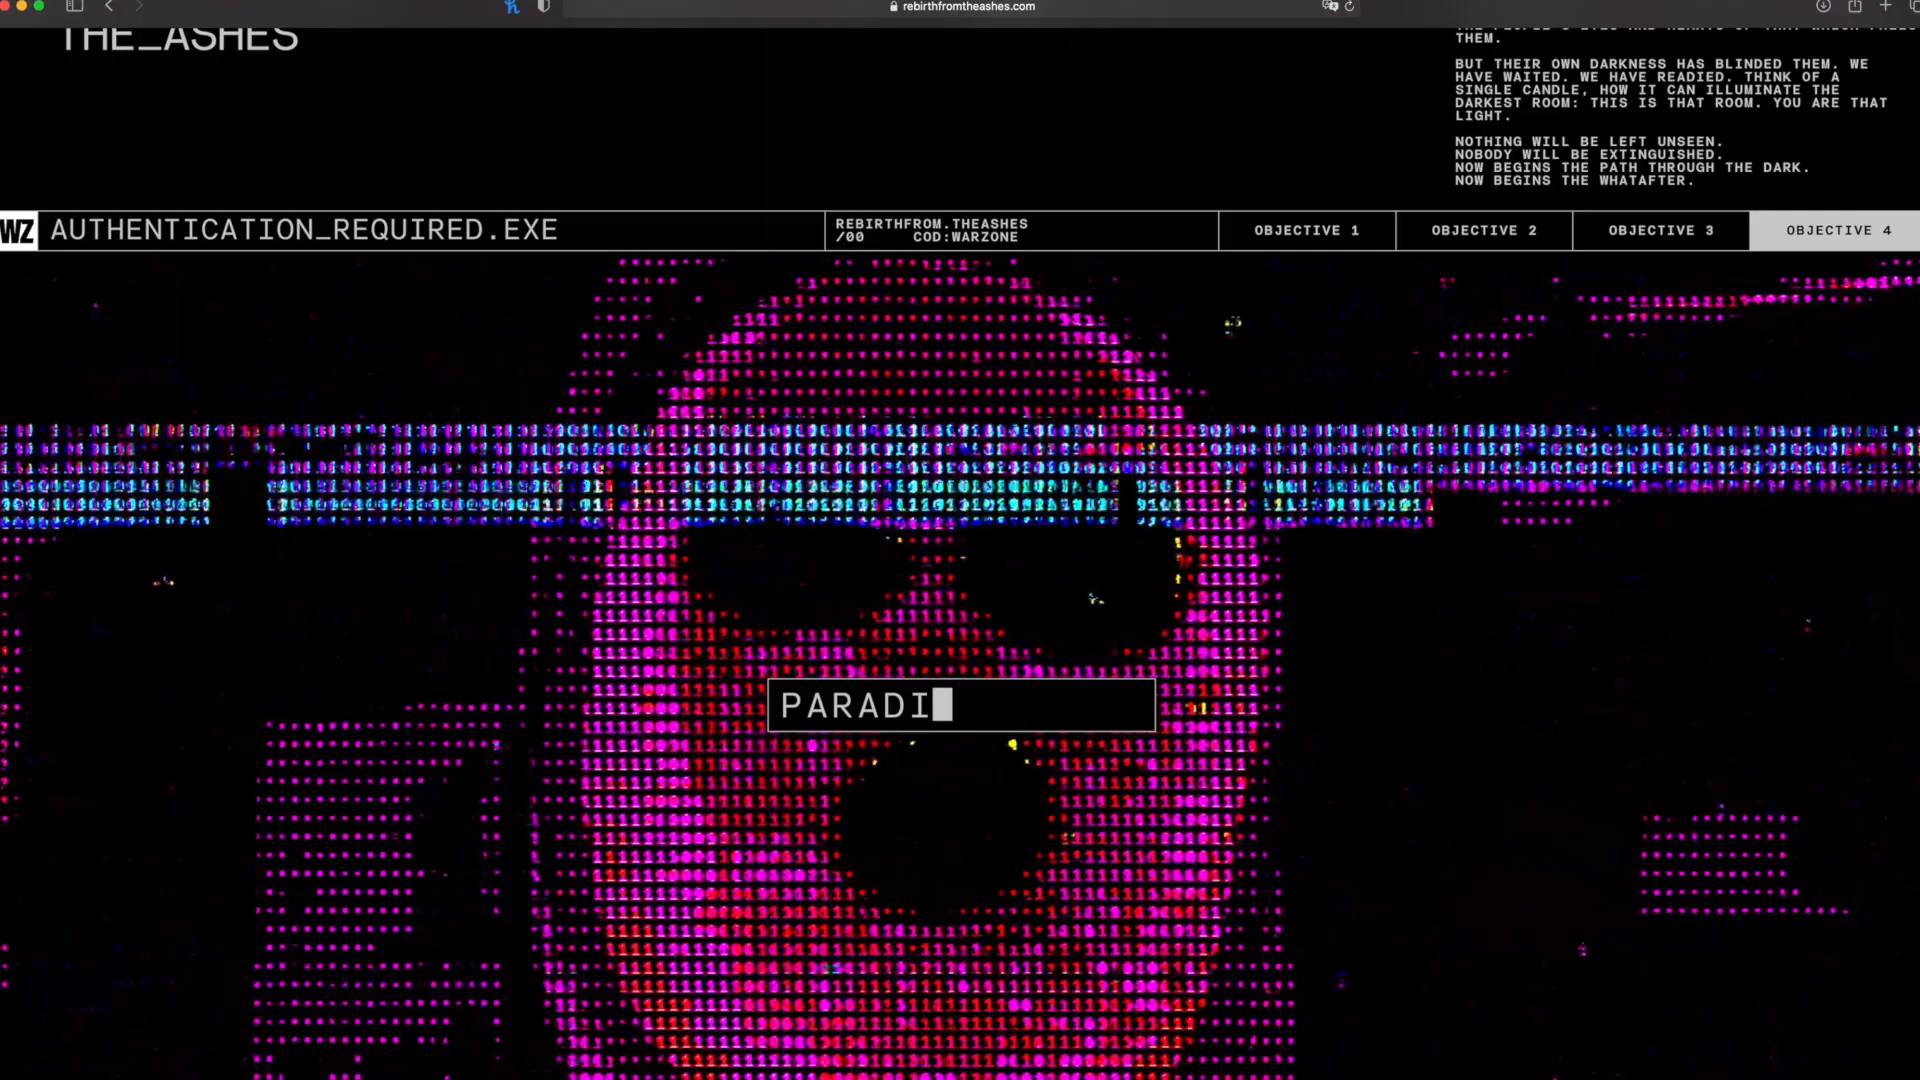 rebirthfromtheashes.com
THE_ASHES
THEM.
BUT THEIR OWN DARKNESS HAS BLINDED THEM. WE
HAVE WAITED. WE HAVE READIED. THINK OF A
SINGLE CANDLE, HOW IT CAN ILLUMINATE THE
DARKEST ROOM: THIS IS THAT ROOM. YOU ARE THAT
LIGHT.
NOTHING WILL BE LEFT UNSEEN.
NOBODY WILL BE EXTINGUISHED.
NOW BEGINS THE PATH THROUGH THE DARK.
NOW BEGINS THE WHATAFTER.
WZ AUTHENTICATION_REQUIRED.EXE
REBIRTHFROM.THEASHES
/00 COD:WARZONE
OBJECTIVE 1
OBJECTIVE 2
OBJECTIVE 3
OBJECTIVE 4
PARADI